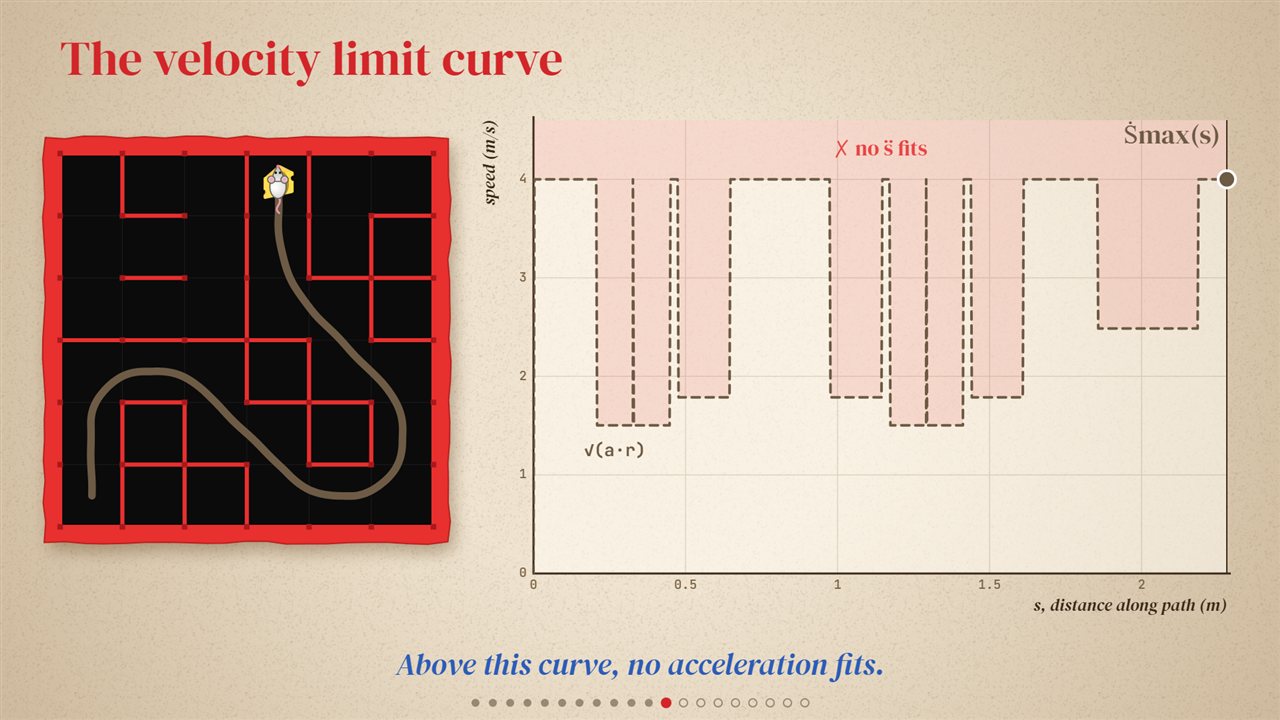 The velocity limit curve
speed (m/s)
Ṡmax(s)
✗ no s̈ fits
4
3
2
1
0
√(a·r)
0
0.5
1
1.5
2
s, distance along path (m)
Above this curve, no acceleration fits.